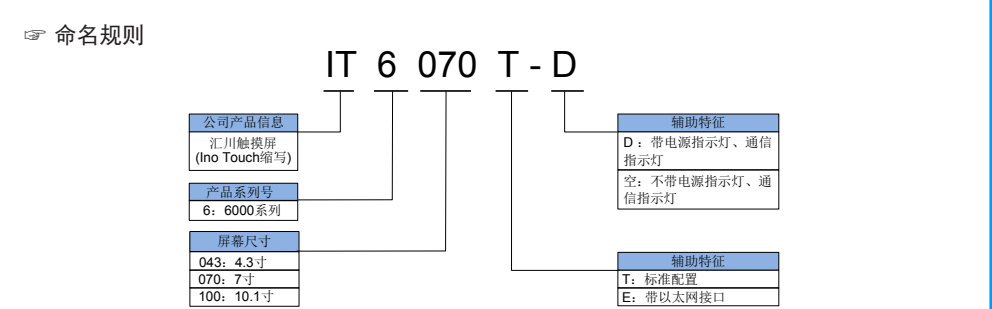 ☞ 命名规则
IT 6 070 T - D
公司产品信息
汇川触摸屏
(Ino Touch缩写)
产品系列号
6：6000系列
屏幕尺寸
043：4.3寸
070：7寸
100：10.1寸
辅助特征
D ：带电源指示灯、通信
指示灯
空：不带电源指示灯、通
信指示灯
辅助特征
T：标准配置
E：带以太网接口